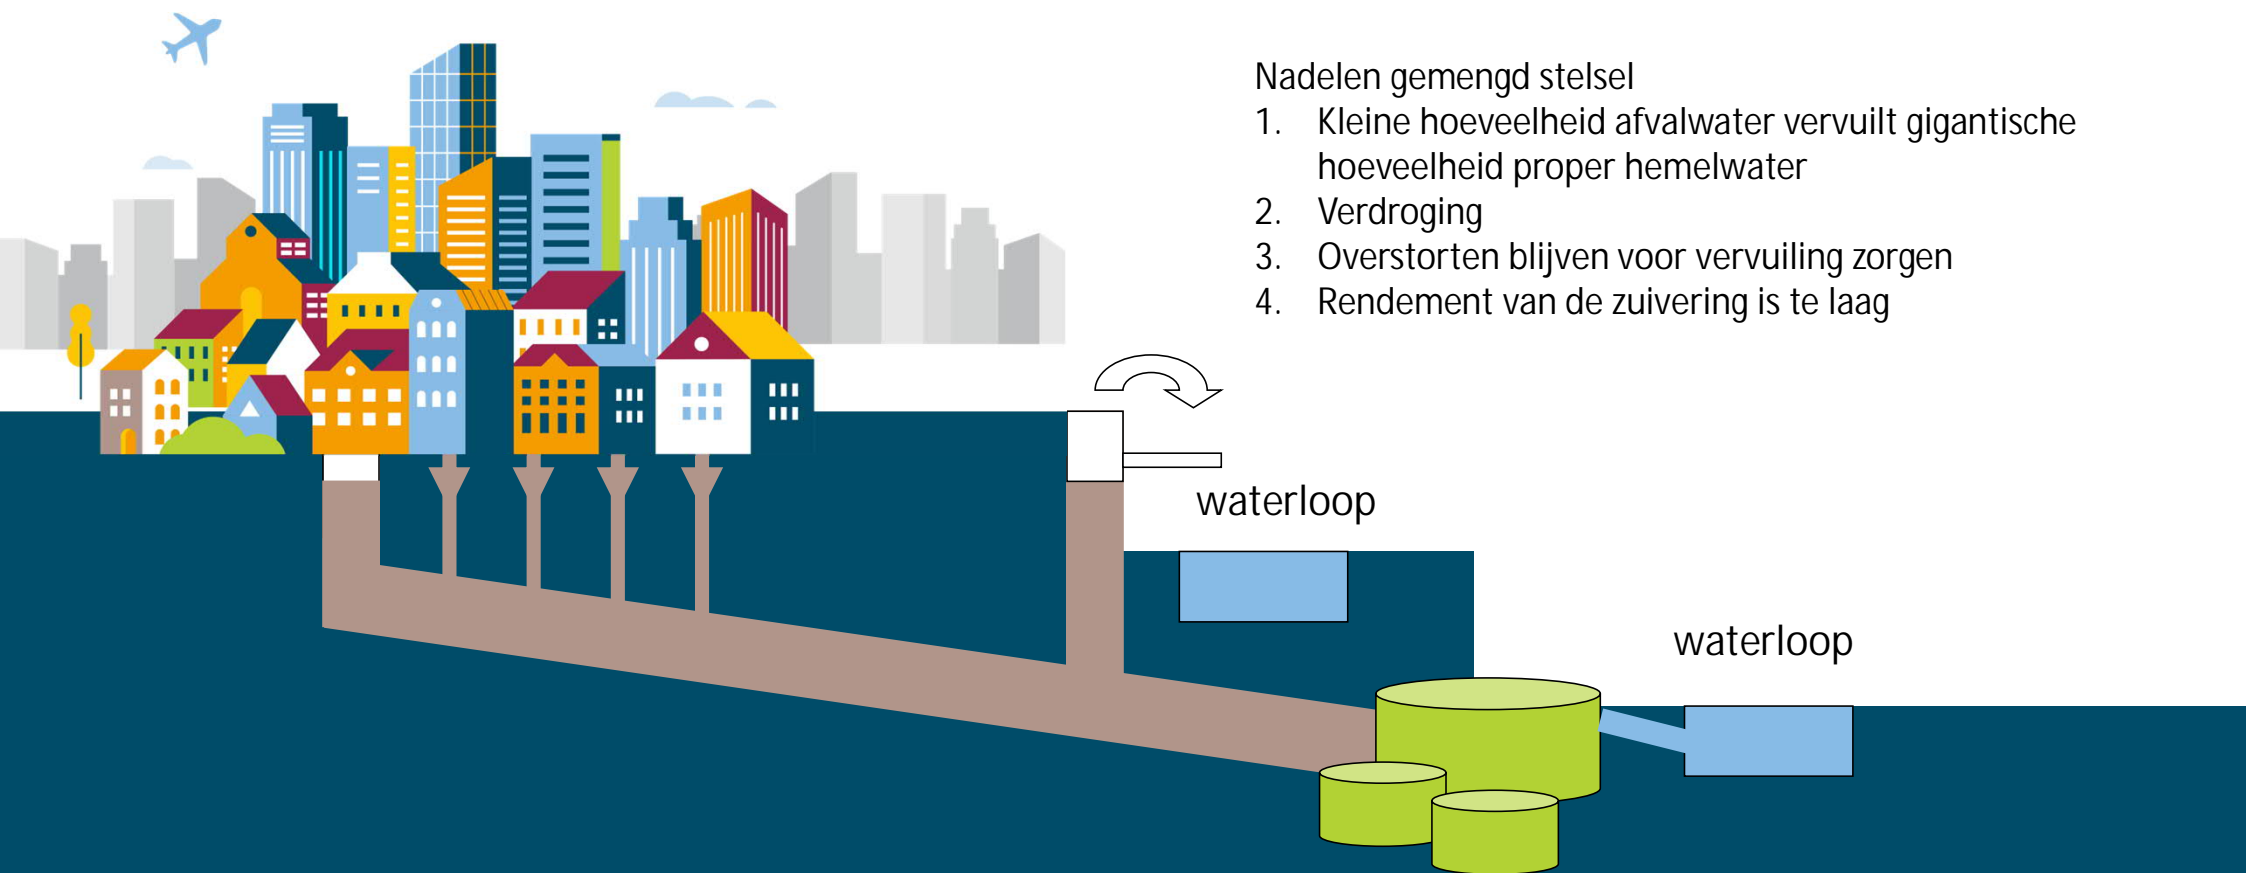 Nadelen gemengd stelsel
1. Kleine hoeveelheid afvalwater vervuilt gigantische
hoeveelheid proper hemelwater
2. Verdroging
3. Overstorten blijven voor vervuiling zorgen
4. Rendement van de zuivering is te laag
waterloop
waterloop